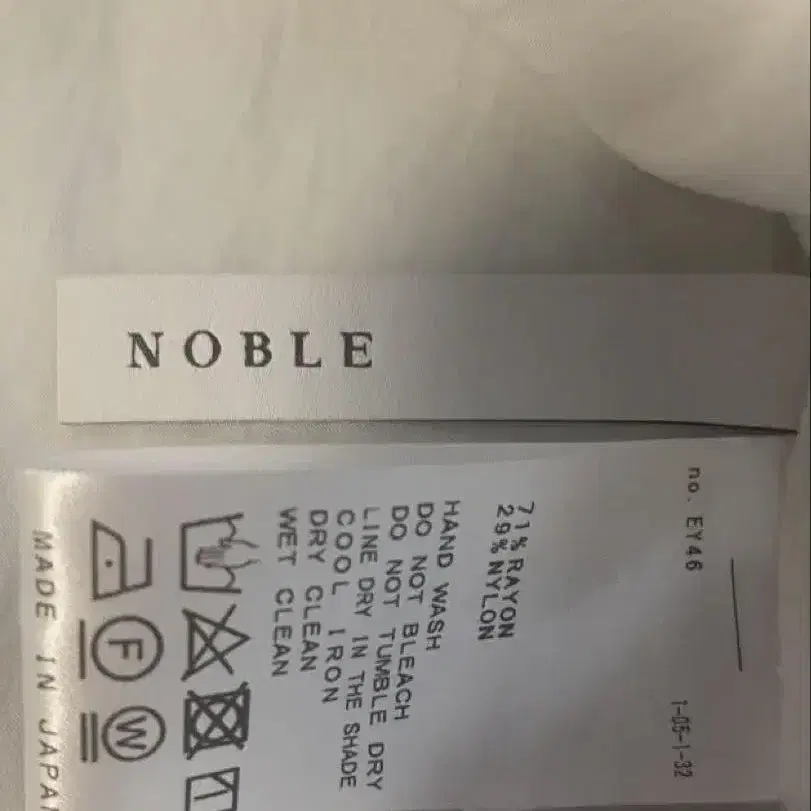 NOBLE
no. EY46
1-05-1-32
71% RAYON
29% NYLON
HAND WASH
DO NOT BLEACH
DO NOT TUMBLE DRY
LINE DRY IN THE SHADE
COOL IRON
DRY CLEAN
WET CLEAN
F
W
MADE IN JAPAN